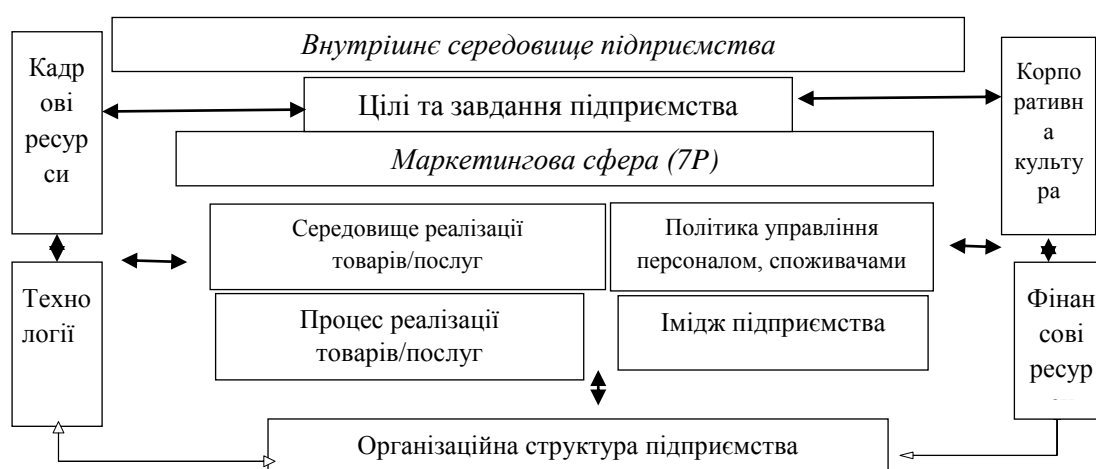 Внутрішнє середовище підприємства
Кадр
ові
ресур
си
Цілі та завдання підприємства
Корпо
ративн
а
культу
ра
Маркетингова сфера (7P)
Середовище реалізації
товарів/послуг
Політика управління
персоналом, споживачами
Техно
логії
Процес реалізації
товарів/послуг
Імідж підприємства
Фінан
сові
ресур
Організаційна структура підприємства